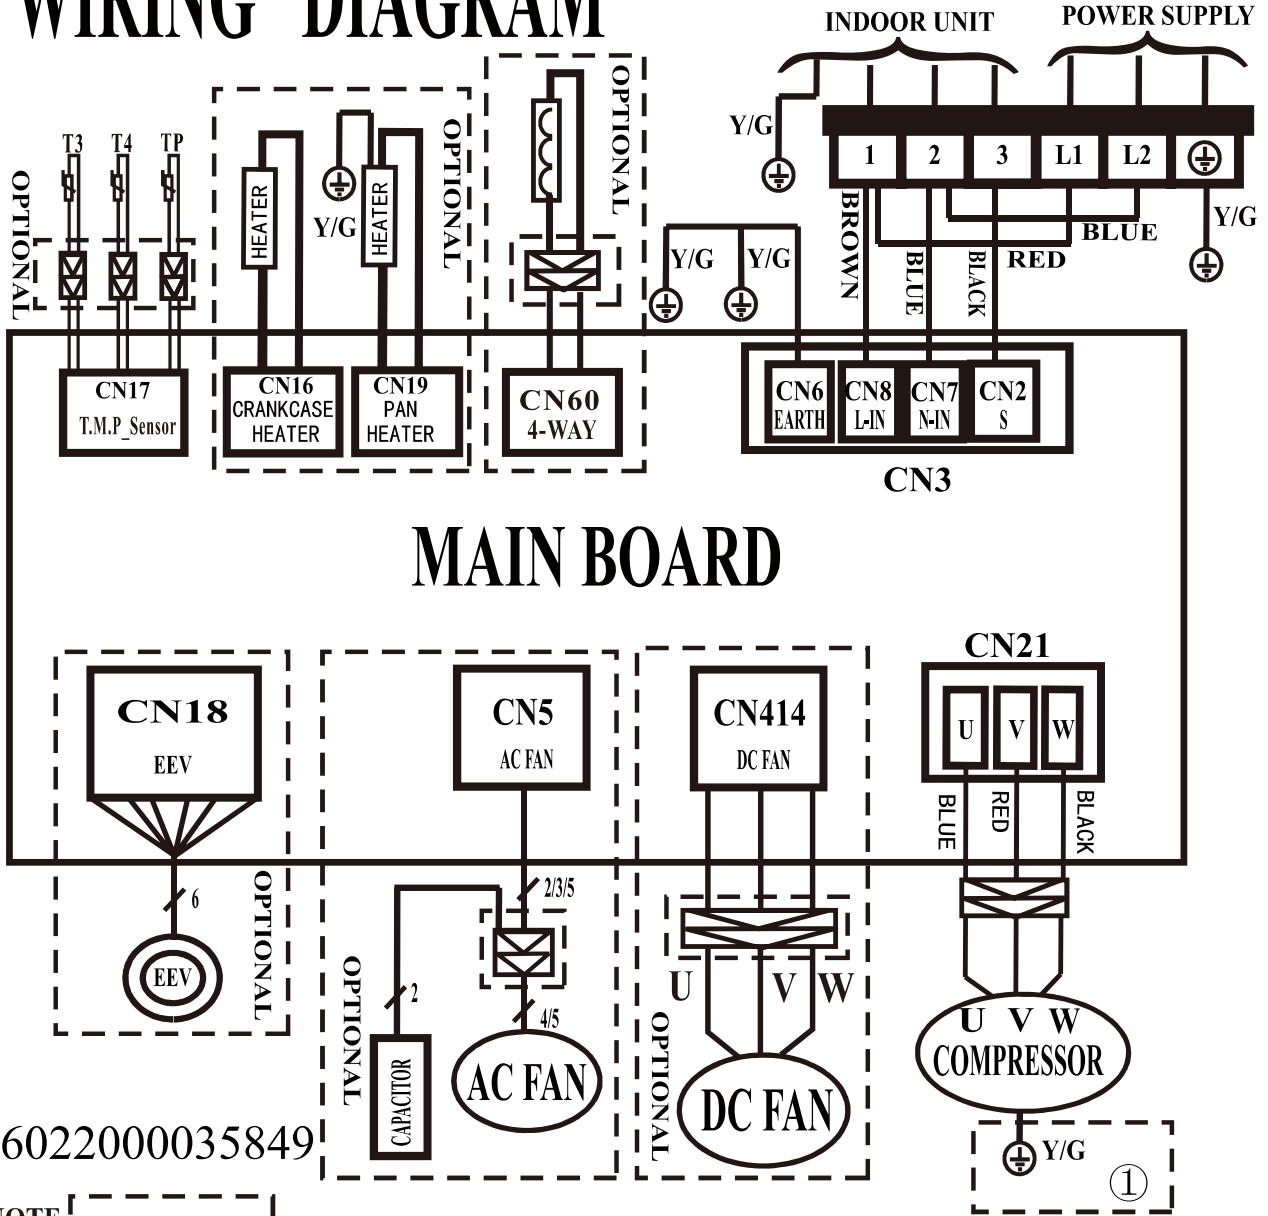 WIRING DIAGRAM
INDOOR UNIT
POWER SUPPLY
OPTIONAL
T3
T4
TP
OPTIONAL
HEATER
Y/G
HEATER
OPTIONAL
Y/G
1
2
3
L1
L2
OPTIONAL
Y/G
Y/G
Y/G
BROWN
BLUE
BLACK
RED
BLUE
CN17
T.M.P_Sensor
CN16
CRANKCASE
HEATER
CN19
PAN
HEATER
CN60
4-WAY
CN6
EARTH
CN8
L-IN
CN7
N-IN
CN2
S
CN3
MAIN BOARD
CN18
EEV
CN5
AC FAN
CN414
DC FAN
CN21
U
V
W
BLUE
RED
BLACK
6
EEV
OPTIONAL
2/3/5
2
4/5
OPTIONAL
CAPACITOR
AC FAN
U
V
W
OPTIONAL
DC FAN
U V W
COMPRESSOR
Y/G
①
6022000035849
NOTE